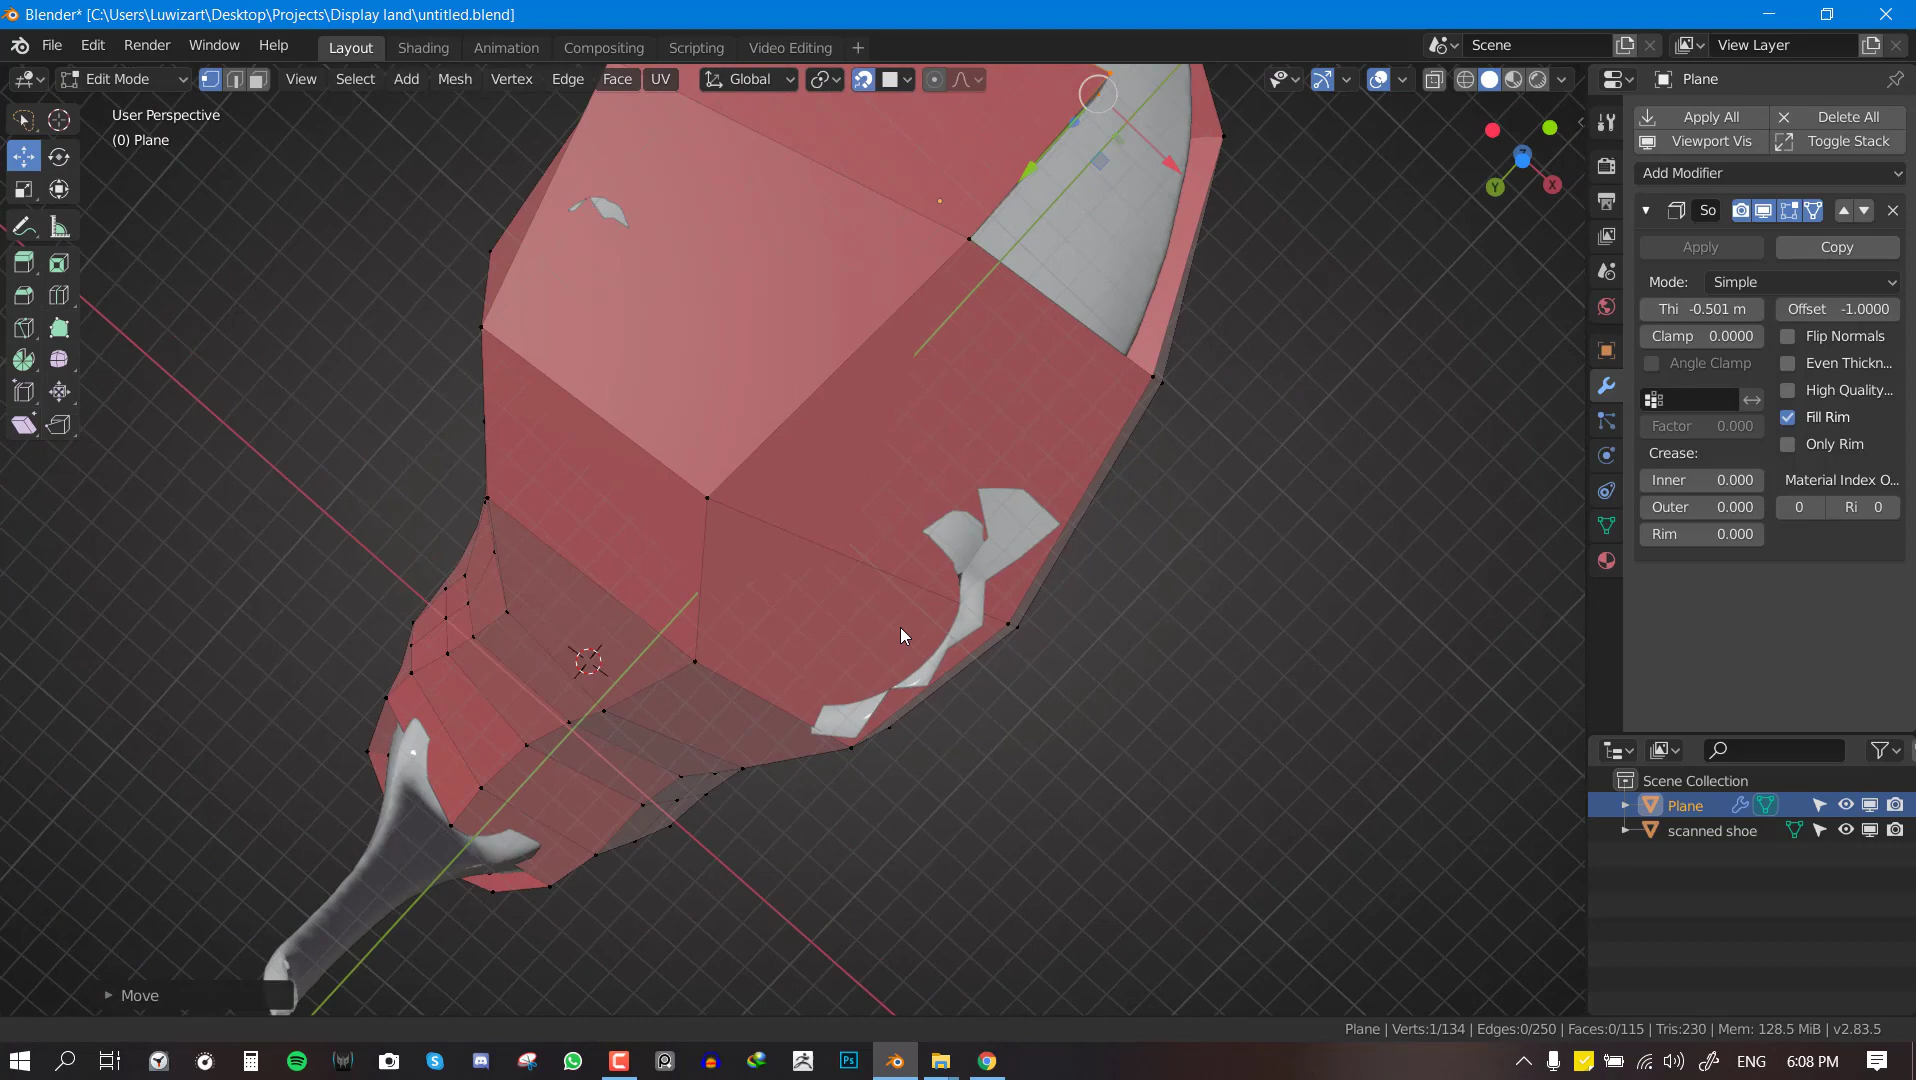 Blender* [C:\Users\Luwizart\Desktop\Projects\Display land\untitled.blend]
File Edit Render Window Help Layout Shading Animation Compositing Scripting Video Editing + Scene View Layer
Edit Mode View Select Add Mesh Vertex Edge Face UV Global Plane
User Perspective
(0) Plane
Apply All Delete All
Viewport Vis Toggle Stack
Add Modifier
So
Apply Copy
Mode: Simple
Thi -0.501 m Offset -1.0000
Clamp 0.0000 Flip Normals
Angle Clamp Even Thickn...
High Quality...
Factor 0.000 Fill Rim
Only Rim
Crease:
Inner 0.000 Material Index O...
Outer 0.000 0 Ri 0
Rim 0.000
Z
Y X
Scene Collection
Plane
scanned shoe
Move
Plane | Verts:1/134 | Edges:0/250 | Faces:0/115 | Tris:230 | Mem: 128.5 MiB | v2.83.5
Ps ENG 6:08 PM